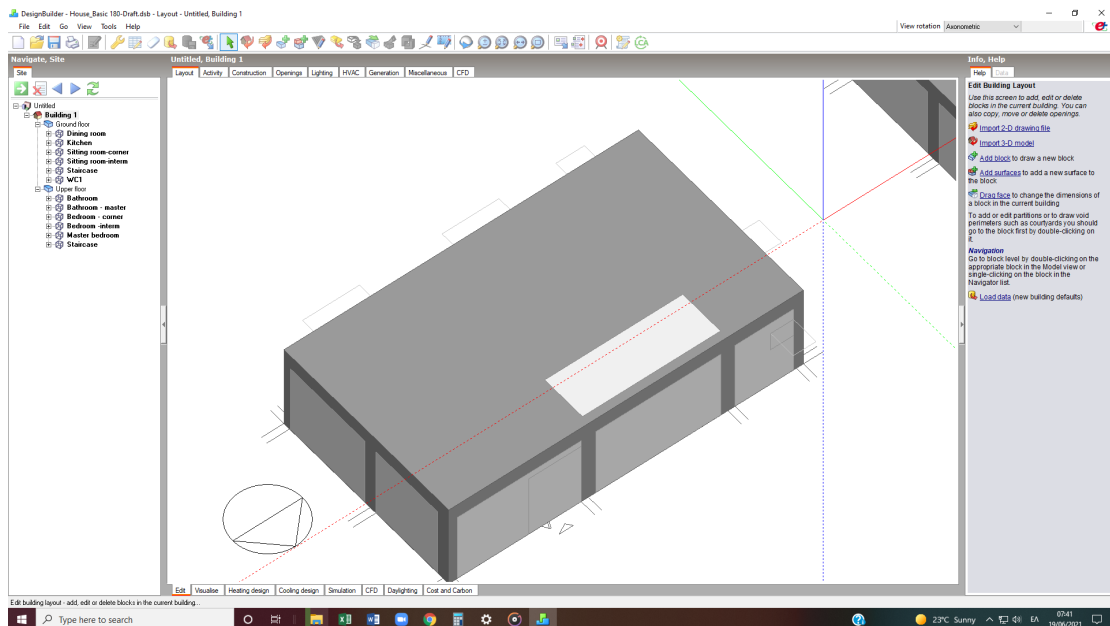 DesignBuilder - House_Basic 180-Draft.dsb - Layout - Untitled, Building 1
File Edit Go View Tools Help
View rotation Axonometric
Navigate, Site
Site
Untitled
Building 1
Ground floor
Dining room
Kitchen
Sitting room-corner
Sitting room-interm
Staircase
WC1
Upper floor
Bathroom
Bathroom - master
Bedroom - corner
Bedroom -interm
Master bedroom
Staircase
Untitled, Building 1
Layout Activity Construction Openings Lighting HVAC Generation Miscellaneous CFD
Info, Help
Help Data
Edit Building Layout
Use this screen to add, edit or delete
blocks in the current building. You can
also copy, move or delete openings.
Import 2-D drawing file
Import 3-D model
Add block to draw a new block
Add surfaces to add a new surface to
the block
Drag face to change the dimensions of
a block in the current building
To add or edit partitions or to draw void
perimeters such as courtyards you should
go to the block first by double-clicking on
it.
Navigation
Go to block level by double-clicking on the
appropriate block in the Model view or
single-clicking on the block in the
Navigator list.
Load data (new building defaults)
Edit Visualise Heating design Cooling design Simulation CFD Daylighting Cost and Carbon
Edit building layout - add, edit or delete blocks in the current building...
Type here to search
23°C Sunny
ΕΛ
07:41
19/06/2021